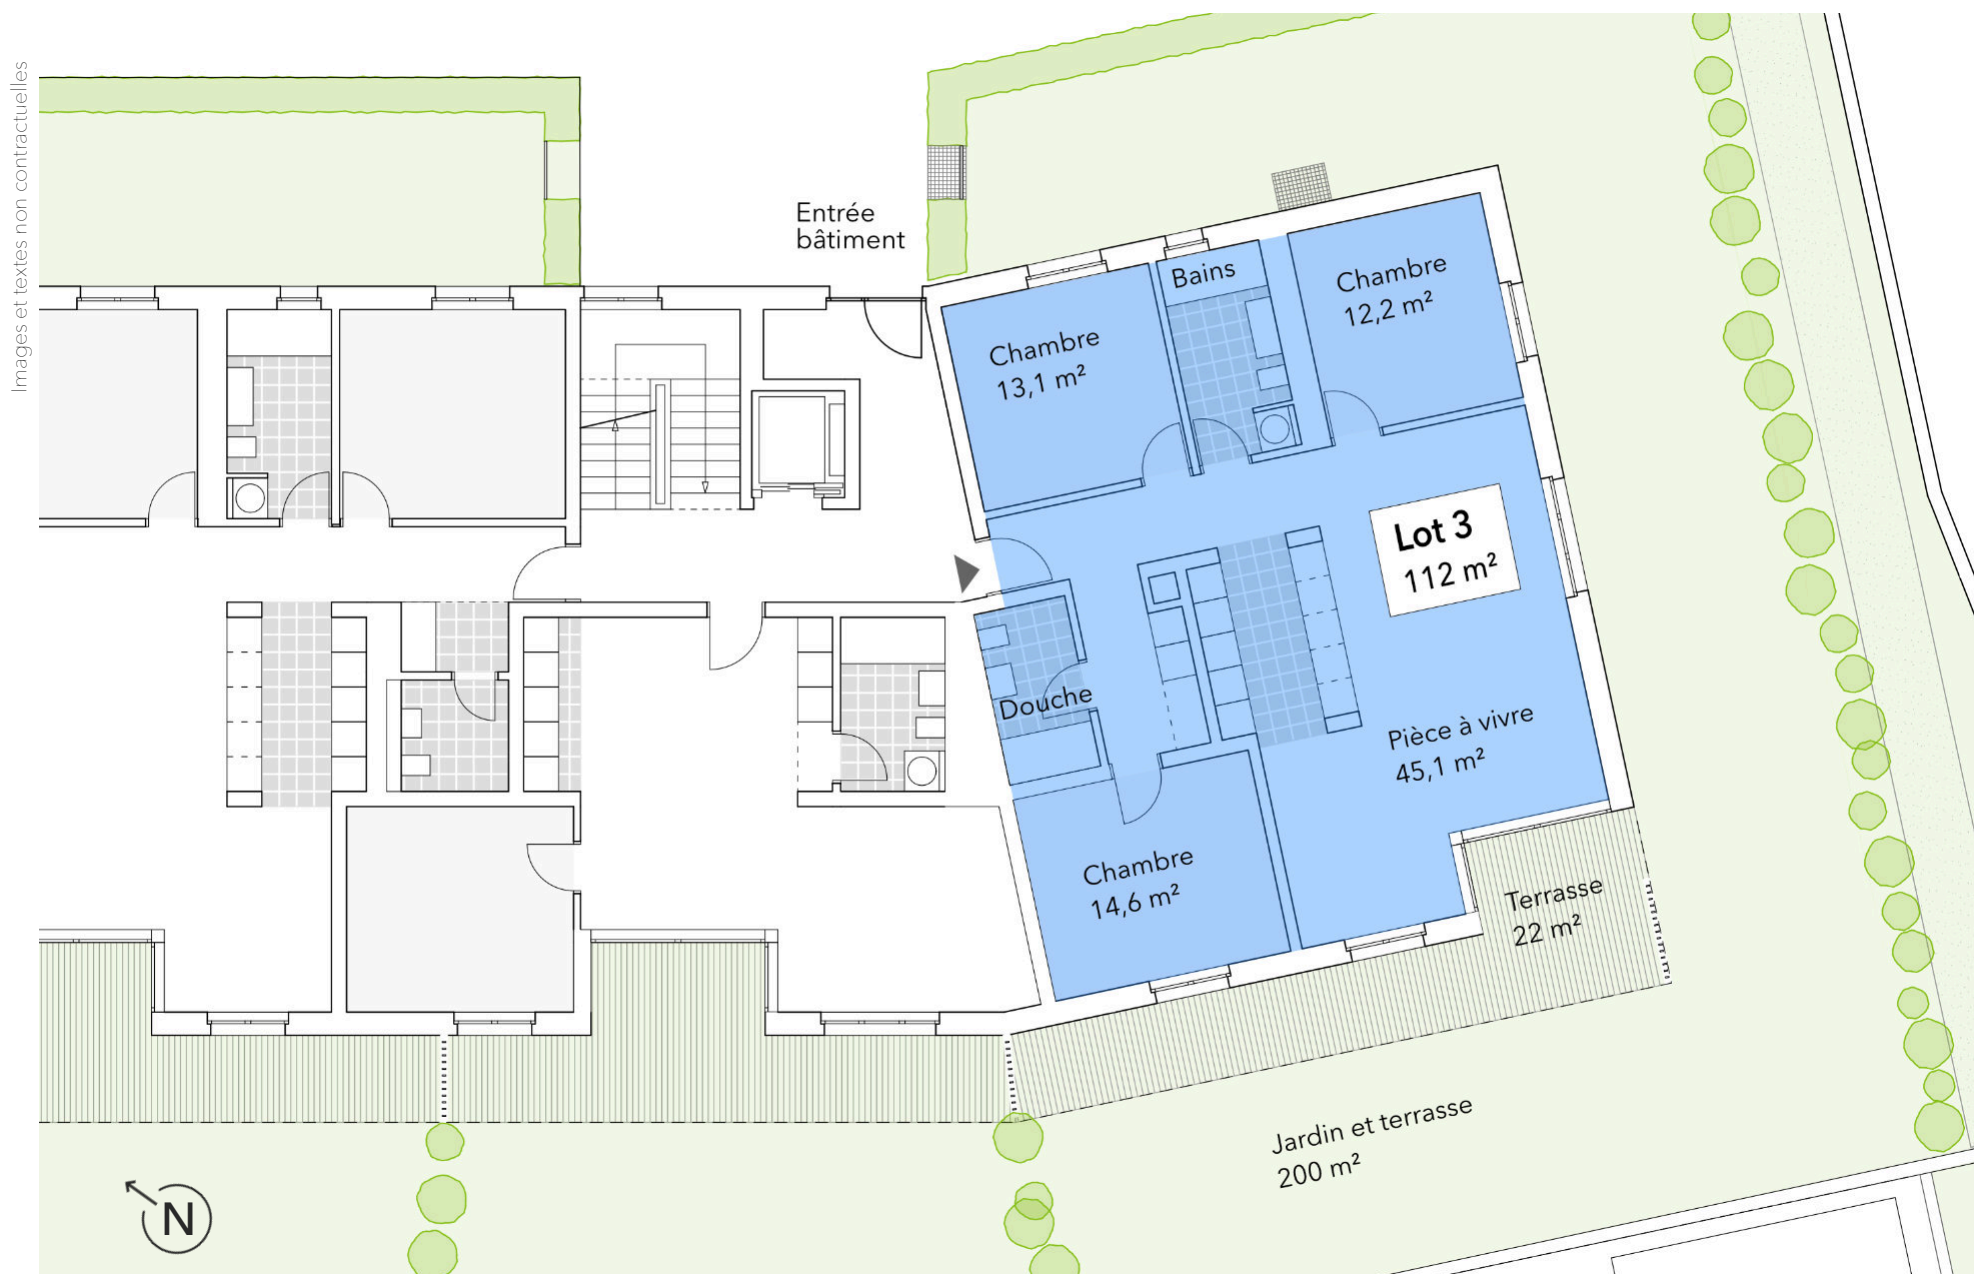 Images et textes non contractuelles
Entrée
bâtiment
Bains
Chambre
12,2 m²
Chambre
13,1 m²
Lot 3
112 m²
Douche
Pièce à vivre
45,1 m²
Chambre
14,6 m²
Terrasse
22 m²
Jardin et terrasse
200 m²
N